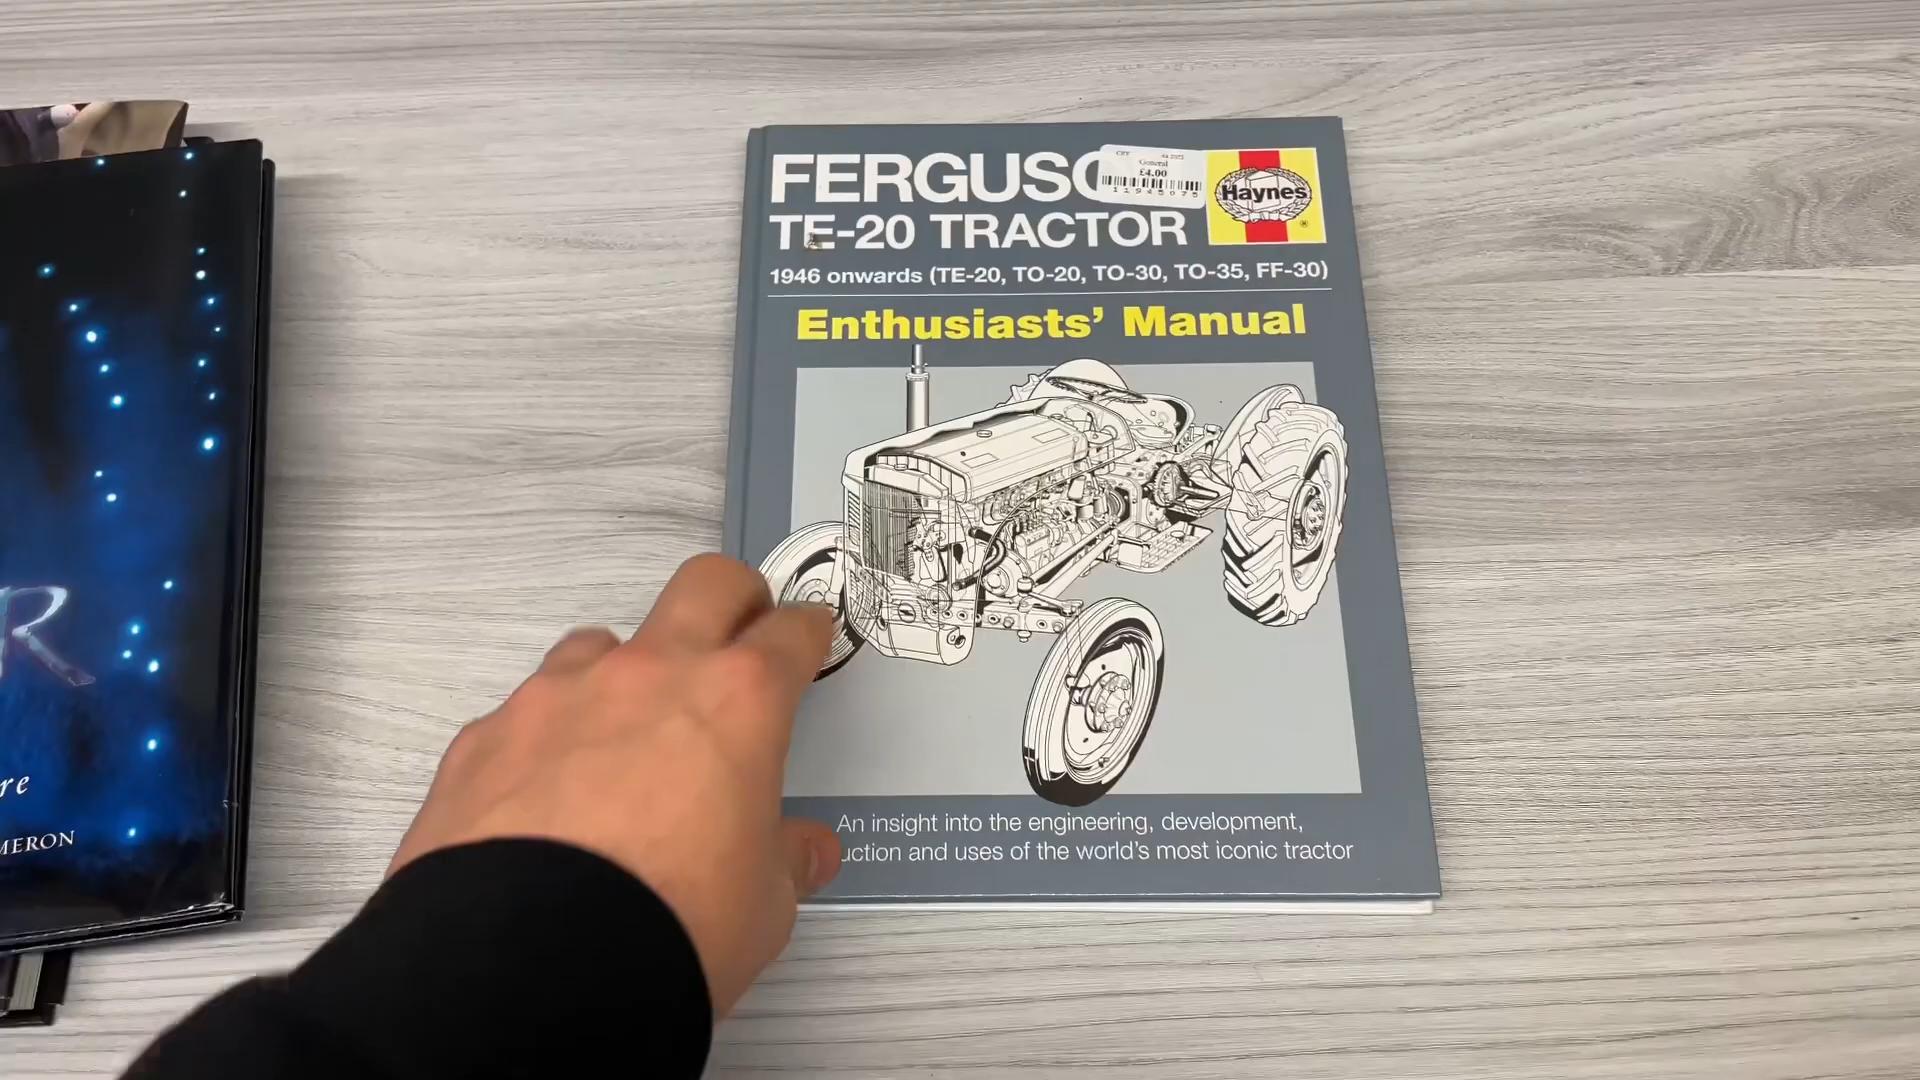 FERGUSO
TE-20 TRACTOR
1946 onwards (TE-20, TO-20, TO-30, TO-35, FF-30)
Enthusiasts' Manual
General
£4.00
11945075
Haynes
®
An insight into the engineering, development,
uction and uses of the world's most iconic tractor
R
re
MERON